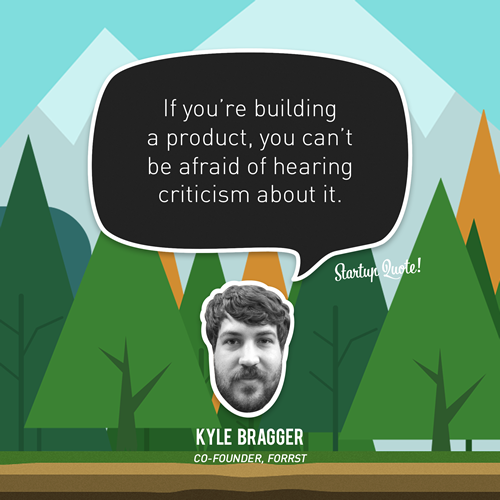 If you’re building
a product, you can’t
be afraid of hearing
criticism about it.
Startup Quote!
KYLE BRAGGER
CO-FOUNDER, FORRST